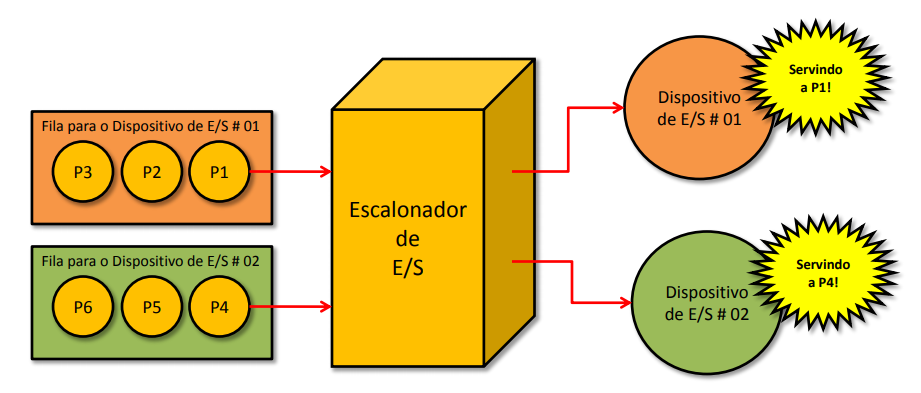 Fila para o Dispositivo de E/S # 01
P3 P2 P1
Fila para o Dispositivo de E/S # 02
P6 P5 P4
Escalonador
de
E/S
Dispositivo
de E/S # 01
Servindo
a P1!
Dispositivo
de E/S # 02
Servindo
a P4!